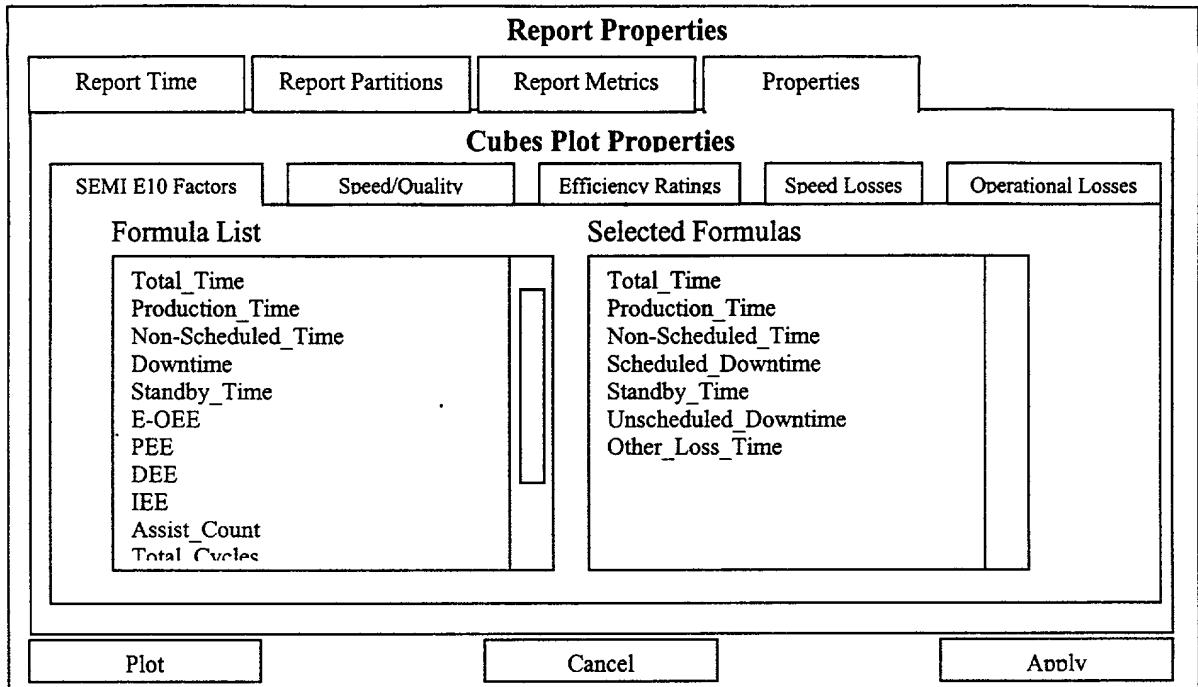 Report Properties
Report Time
Report Partitions
Report Metrics
Properties
Cubes Plot Properties
SEMI E10 Factors
Speed/Quality
Efficiency Ratings
Speed Losses
Operational Losses
Formula List
Total_Time
Production_Time
Non-Scheduled_Time
Downtime
Standby_Time
E-OEE
PEE
DEE
IEE
Assist_Count
Total_Cycles
Selected Formulas
Total_Time
Production_Time
Non-Scheduled_Time
Scheduled_Downtime
Standby_Time
Unscheduled_Downtime
Other_Loss_Time
Plot
Cancel
Apply